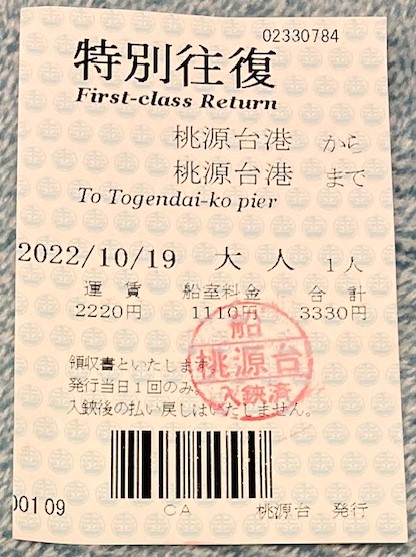 02330784
特別往復
First-class Return
桃源台港 から
桃源台港 まで
To Togendai-ko pier
2022/10/19 大人 1人
運賃 船室料金 合計
2220円 1110円 3330円
領収書といたします。
発行当日1回のみ。
入鋏後の払い戻しはいたしません。
船
桃源台
入鋏済
00109 CA 桃源台 発行